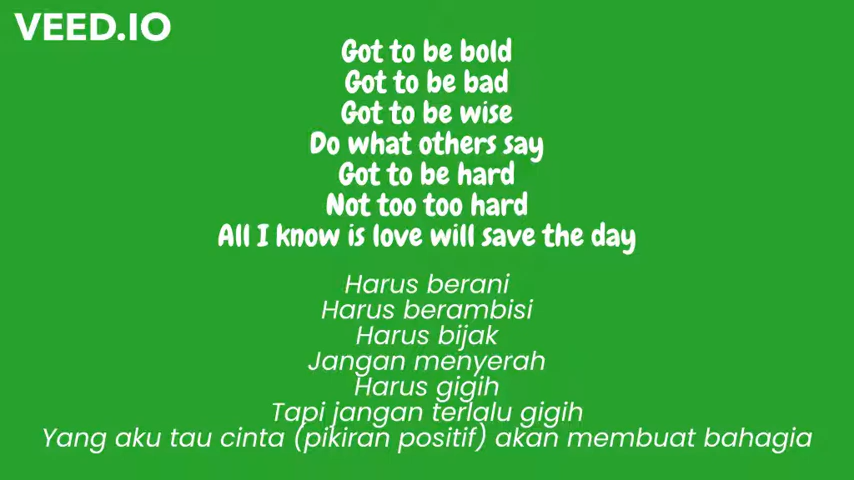 VEED.IO
Got to be bold
Got to be bad
Got to be wise
Do what others say
Got to be hard
Not too too hard
All I know is love will save the day
Harus berani
Harus berambisi
Harus bijak
Jangan menyerah
Harus gigih
Tapi jangan terlalu gigih
Yang aku tau cinta (pikiran positif) akan membuat bahagia